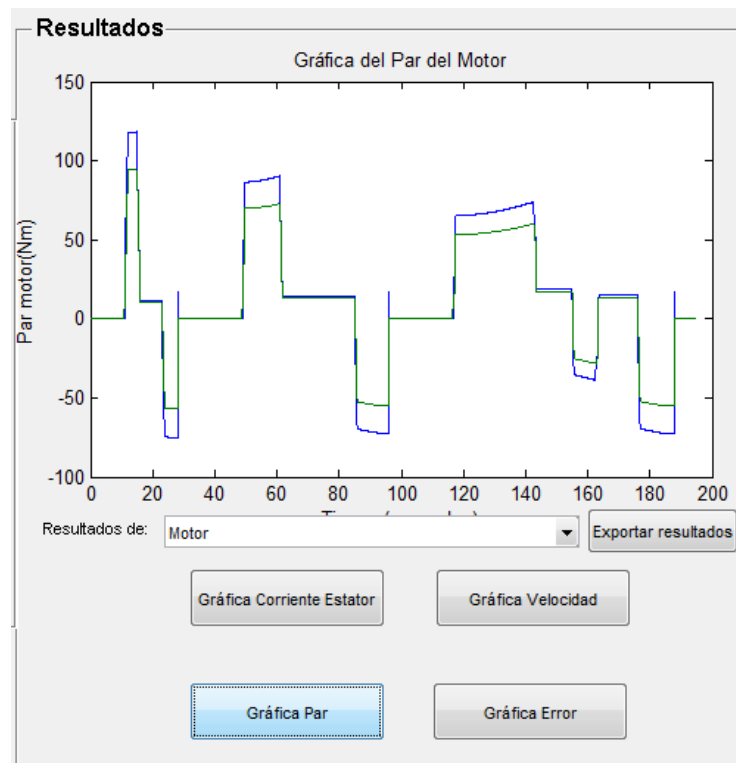 Resultados
Gráfica del Par del Motor
150
100
50
0
-50
-100
Par motor(Nm)
0 20 40 60 80 100 120 140 160 180 200
Resultados de: Motor Exportar resultados
Gráfica Corriente Estator Gráfica Velocidad
Gráfica Par Gráfica Error